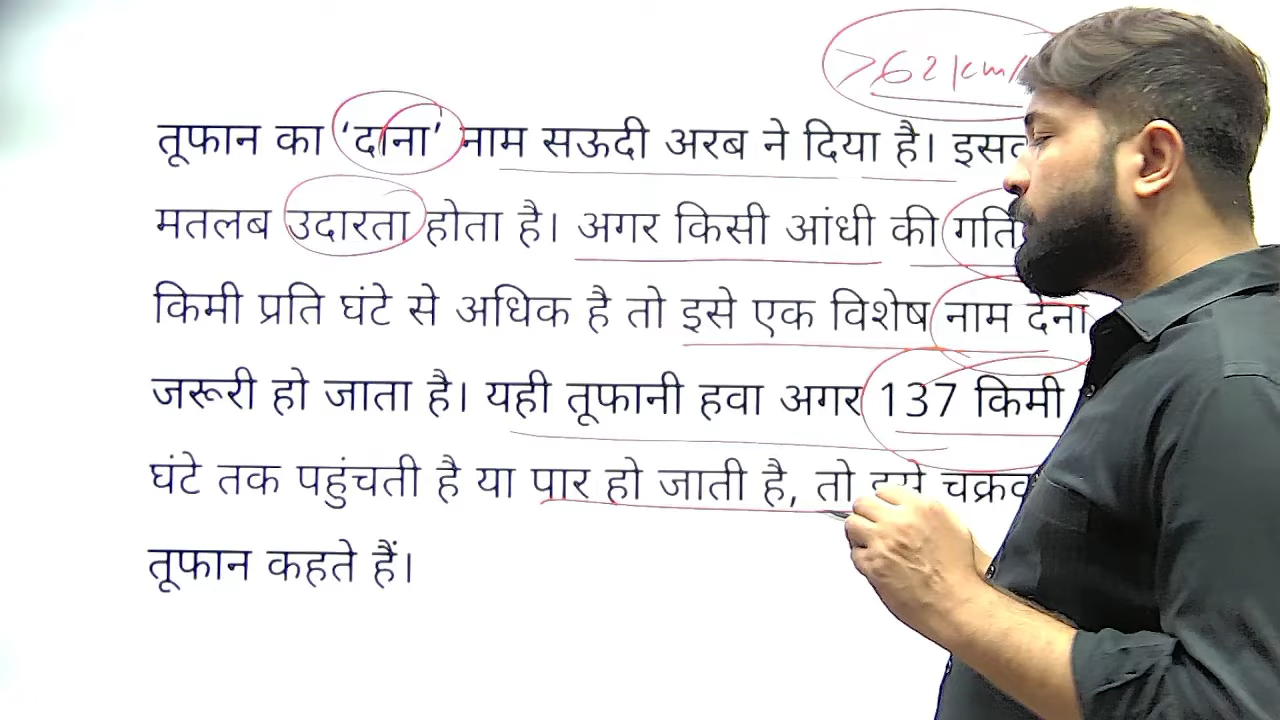 >62 km/
तूफान का ‘दाना’ नाम सऊदी अरब ने दिया है।
मतलब उदारता होता है। अगर किसी आंधी की गति
किमी प्रति घंटे से अधिक है तो इसे एक विशेष नाम देना
जरूरी हो जाता है। यही तूफानी हवा अगर 137 किमी
घंटे तक पहुंचती है या पार हो जाती है, तो इसे
तूफान कहते हैं।